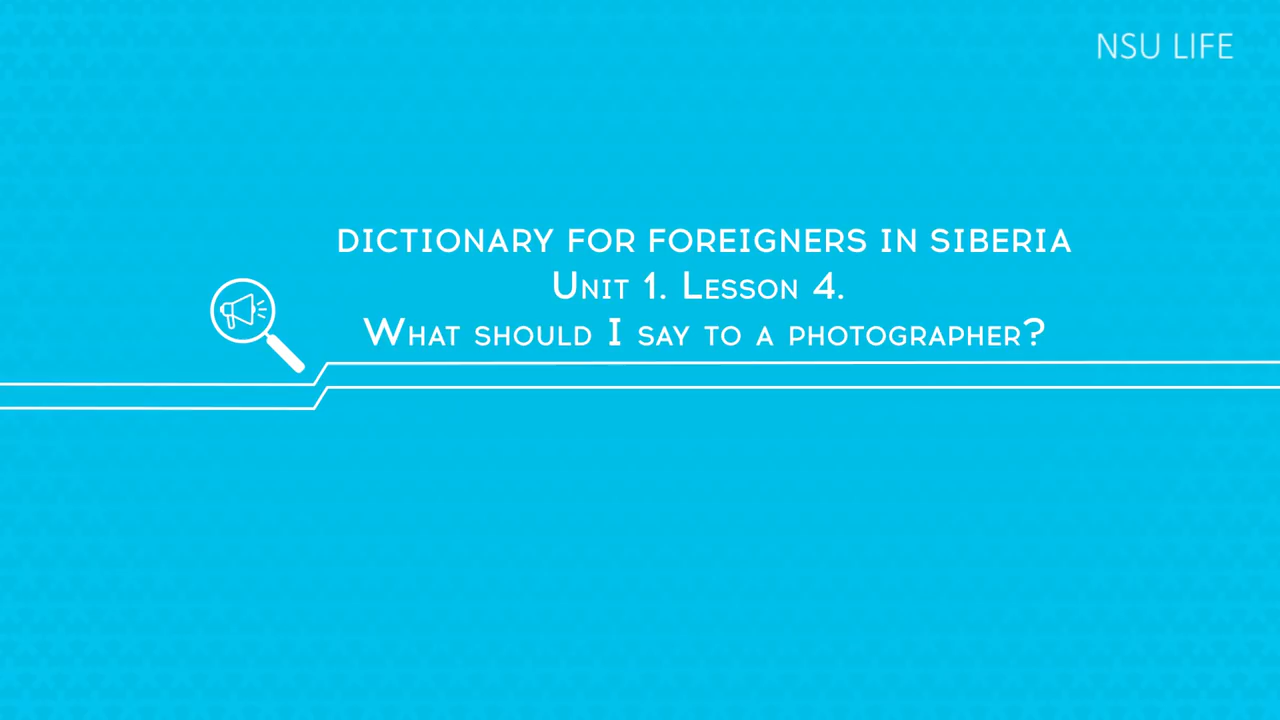 NSU LIFE
DICTIONARY FOR FOREIGNERS IN SIBERIA
Unit 1. Lesson 4.
What should I say to a photographer?